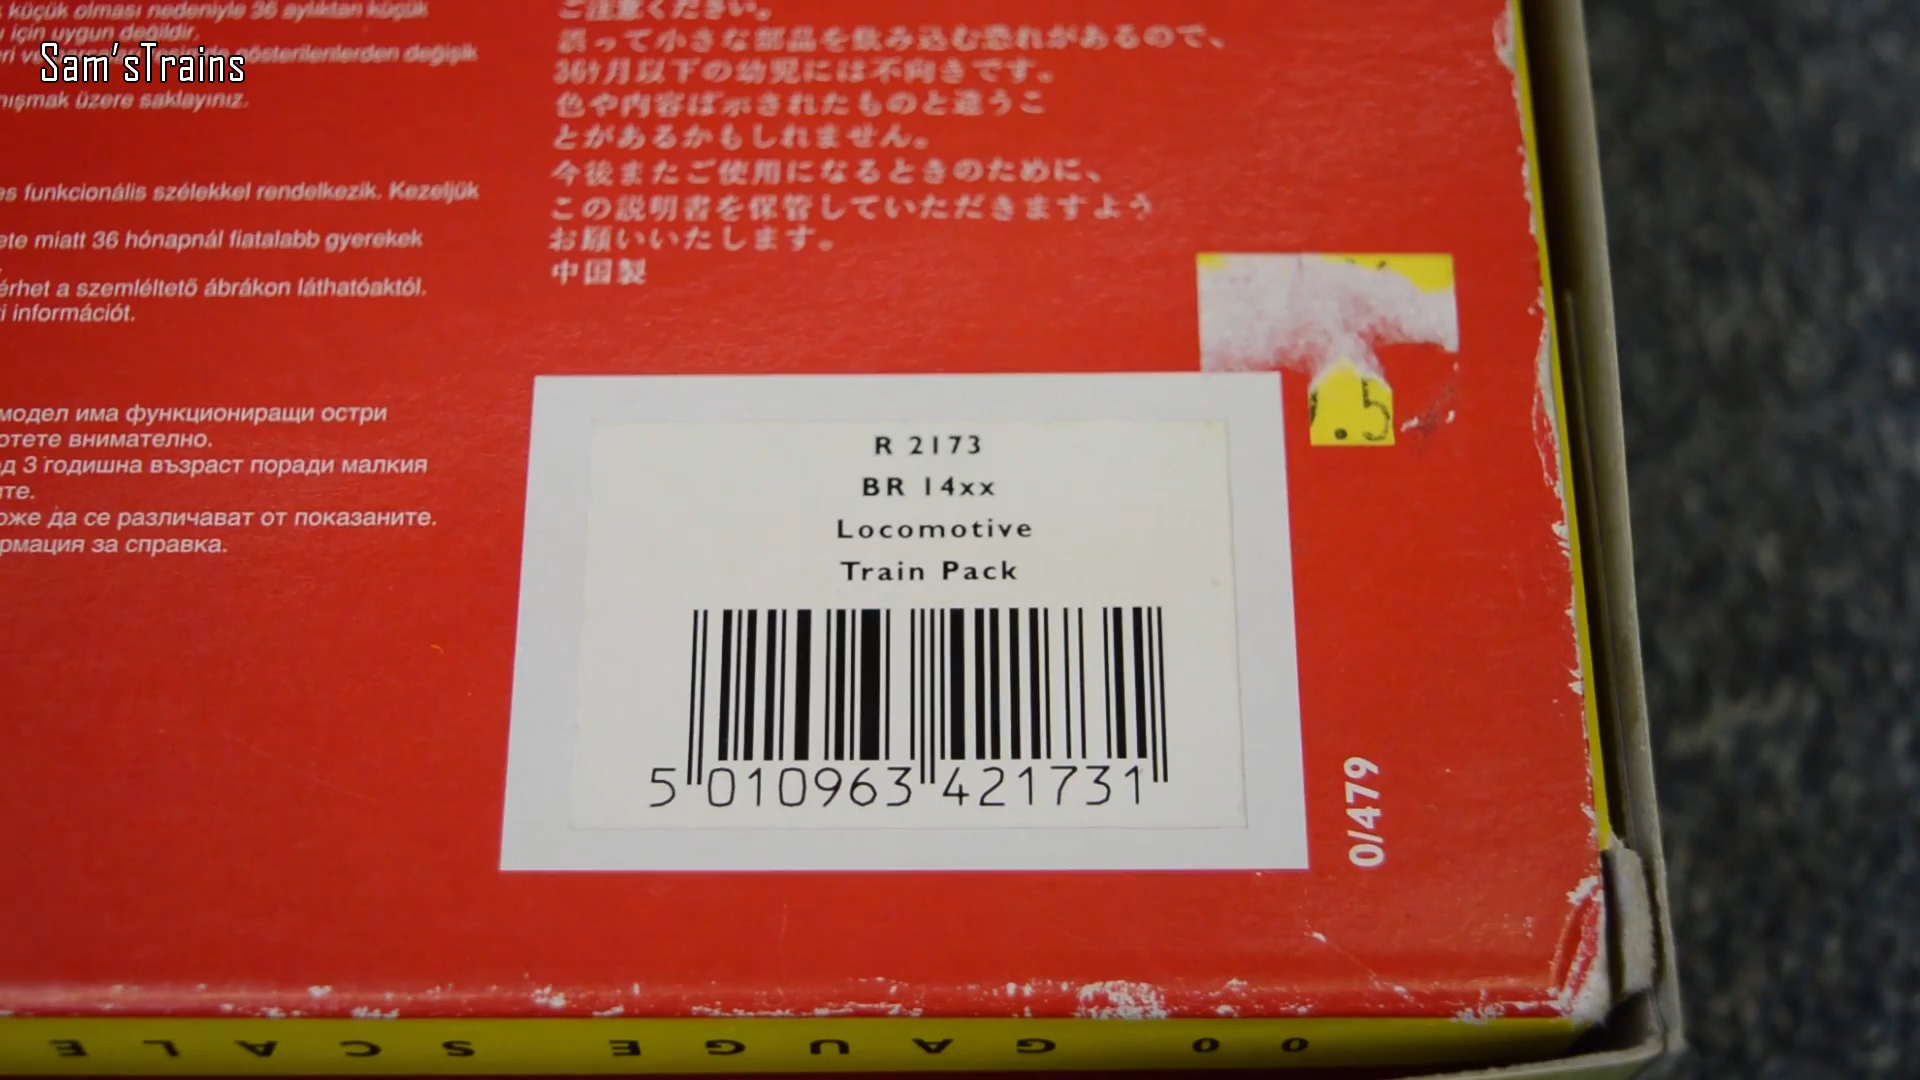 Sam'sTrains
küçük olması nedeniyle 36 aylıktan küçük
için uygun değildir.
gösterilenlerden değişik
nışmak üzere saklayınız.
es funkcionális szélekkel rendelkezik. Kezeljük
ete miatt 36 hónapnál fiatalabb gyerekek
érhet a szemléltető ábrákon láthatóaktól.
i információt.
модел има функциониращи остри
отете внимателно.
д 3 годишна възраст поради малкия
те.
оже да се различават от показаните.
рмация за справка.
ご注意ください。
誤って小さな部品を飲み込む恐れがあるので、
36ヶ月以下の幼児には不向きです。
色や内容は示されたものと違うこ
とがあるかもしれません。
今後またご使用になるときのために、
この説明書を保管していただきますよう
お願いいたします。
中国製
R 2173
BR 14xx
Locomotive
Train Pack
5 010963 421731
0/479
.5
00 GAUGE SCALE